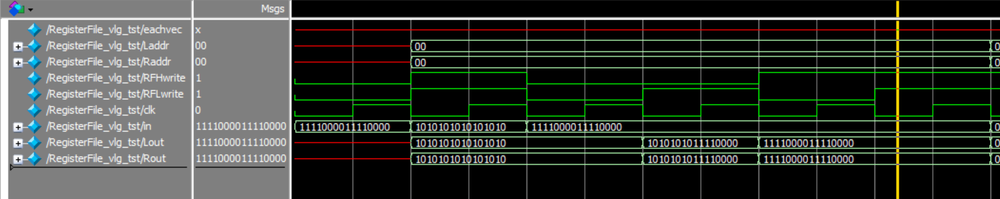 Msgs
/RegisterFile_vlg_tst/eachvec x
/RegisterFile_vlg_tst/Laddr 00 00 0
/RegisterFile_vlg_tst/Raddr 00 00 0
/RegisterFile_vlg_tst/RFHwrite 1
/RegisterFile_vlg_tst/RFLwrite 1
/RegisterFile_vlg_tst/clk 0
/RegisterFile_vlg_tst/in 1111000011110000 1111000011110000 1010101010101010 1111000011110000 0
/RegisterFile_vlg_tst/Lout 1111000011110000 1010101010101010 1010101011110000 1111000011110000 0
/RegisterFile_vlg_tst/Rout 1111000011110000 1010101010101010 1010101011110000 1111000011110000 0